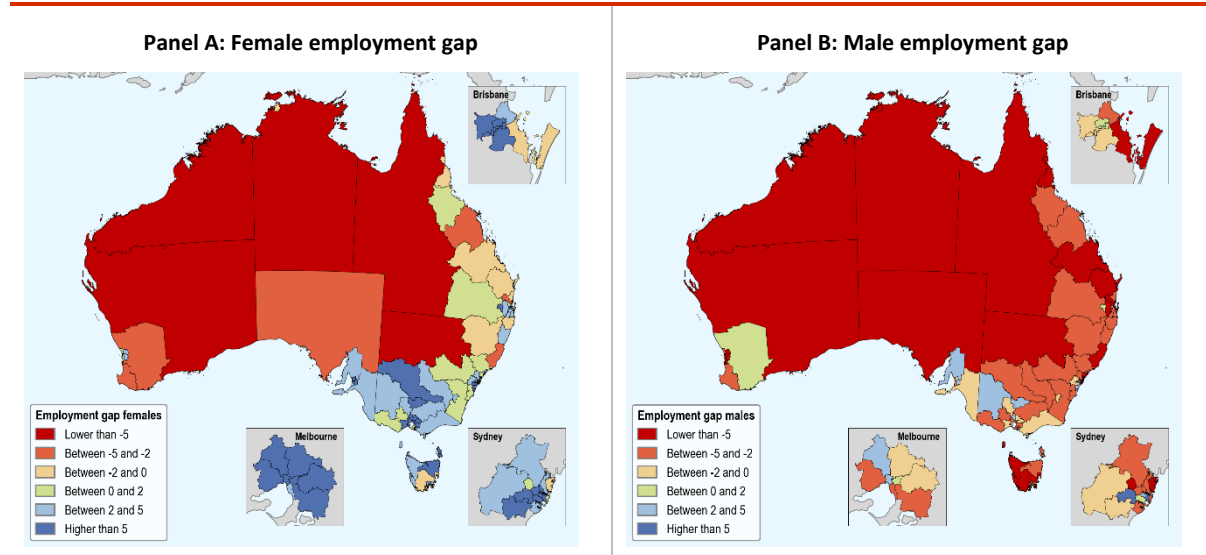 Panel A: Female employment gap
Brisbane
Employment gap females
Lower than -5
Between -5 and -2
Between -2 and 0
Between 0 and 2
Between 2 and 5
Higher than 5
Melbourne
Sydney
Panel B: Male employment gap
Brisbane
Employment gap males
Lower than -5
Between -5 and -2
Between -2 and 0
Between 0 and 2
Between 2 and 5
Higher than 5
Melbourne
Sydney